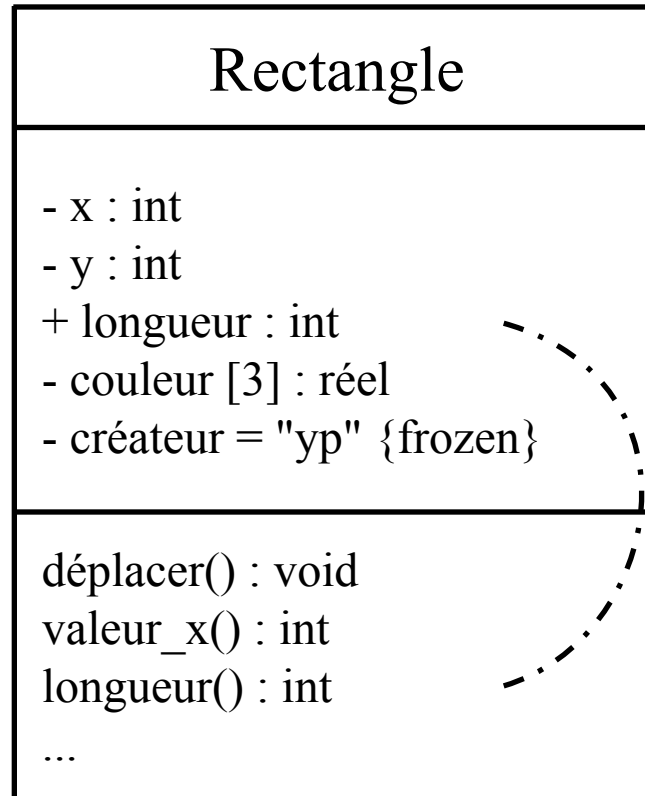 Rectangle
- x : int
- y : int
+ longueur : int
- couleur [3] : réel
- créateur = "yp" {frozen}
déplacer() : void
valeur_x() : int
longueur() : int
...